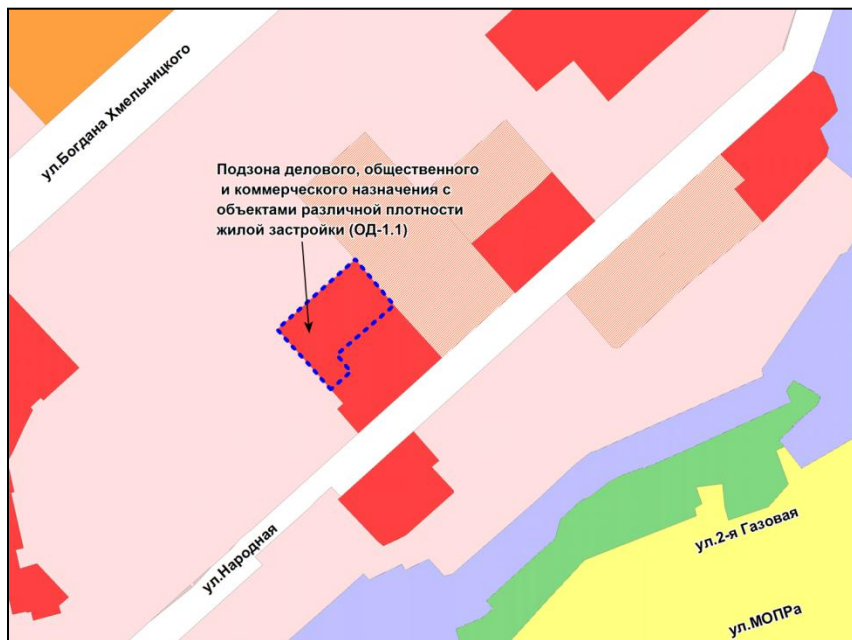 ул.Богдана Хмельницкого
Подзона делового, общественного
и коммерческого назначения с
объектами различной плотности
жилой застройки (ОД-1.1)
ул.Народная
ул.2-я Газовая
ул.МОПРа